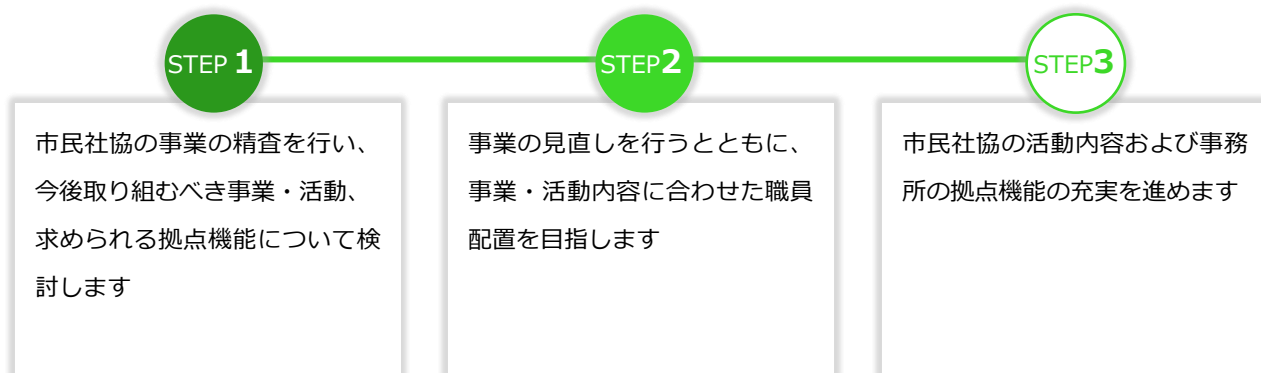 STEP 1
市民社協の事業の精査を行い、
今後取り組むべき事業・活動、
求められる拠点機能について検
討します
STEP2
事業の見直しを行うとともに、
事業・活動内容に合わせた職員
配置を目指します
STEP3
市民社協の活動内容および事務
所の拠点機能の充実を進めます